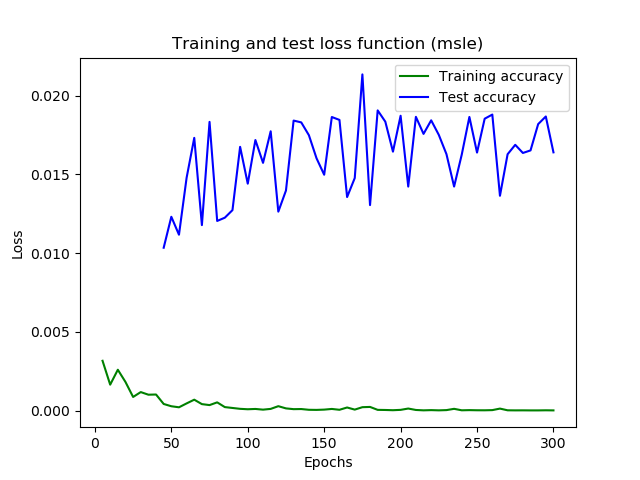 Training and test loss function (msle)
Training accuracy
Test accuracy
0.020
0.015
0.010
0.005
0.000
Loss
0 50 100 150 200 250 300
Epochs